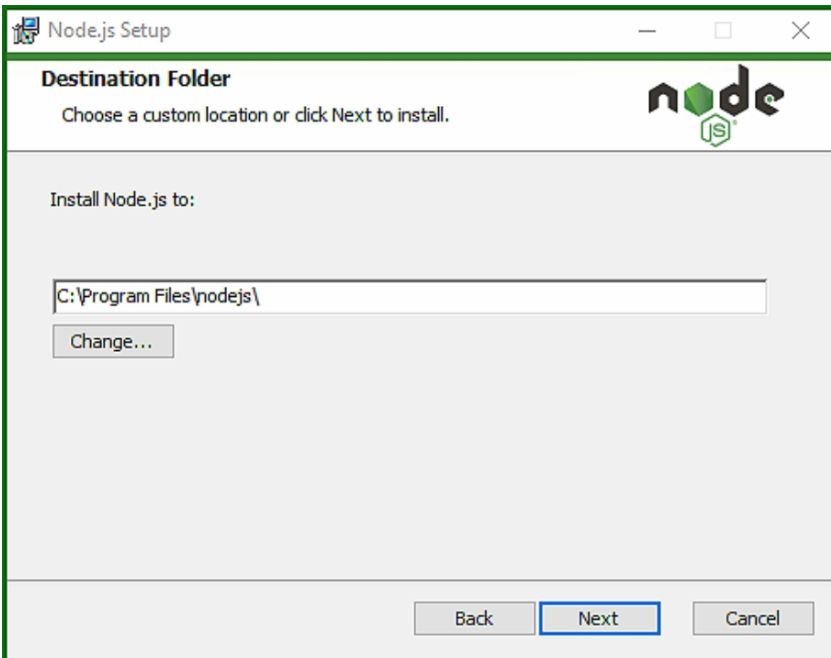 Node.js Setup
Destination Folder
Choose a custom location or click Next to install.
node
JS
Install Node.js to:
C:\Program Files\nodejs\
Change...
Back
Next
Cancel